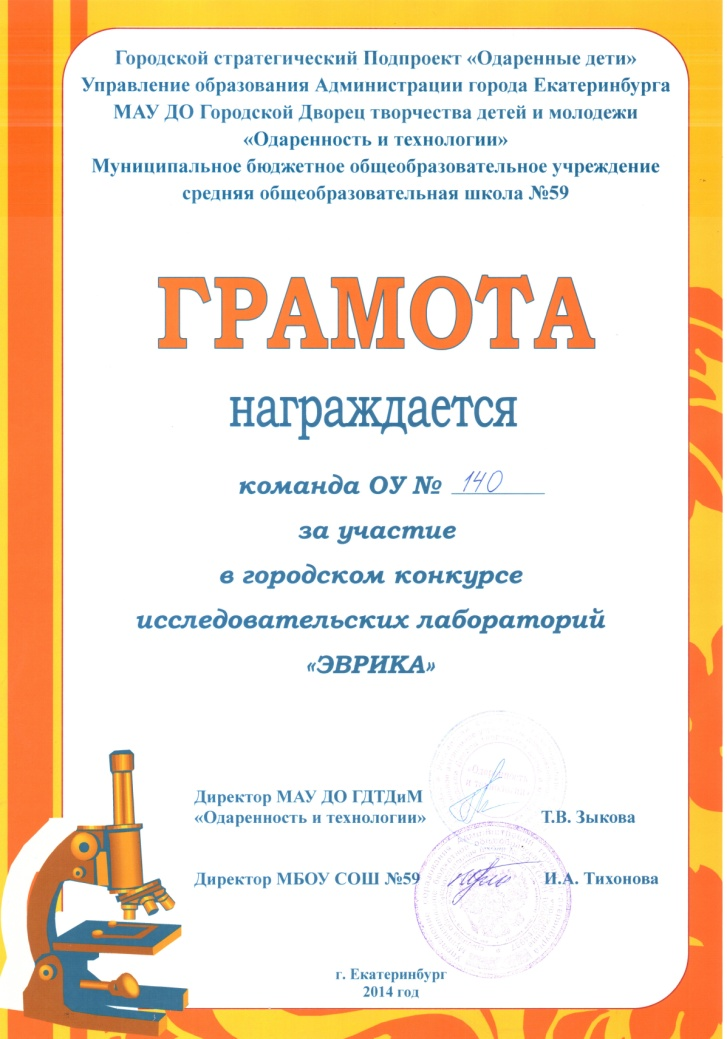 Городской стратегический Подпроект «Одаренные дети»
Управление образования Администрации города Екатеринбурга
МАУ ДО Городской Дворец творчества детей и молодежи
«Одаренность и технологии»
Муниципальное бюджетное общеобразовательное учреждение
средняя общеобразовательная школа №59
ГРАМОТА
награждается
команда ОУ № 140
за участие
в городском конкурсе
исследовательских лабораторий
«ЭВРИКА»
Директор МАУ ДО ГДТДиМ
«Одаренность и технологии» Т.В. Зыкова
Директор МБОУ СОШ №59 И.А. Тихонова
г. Екатеринбург
2014 год